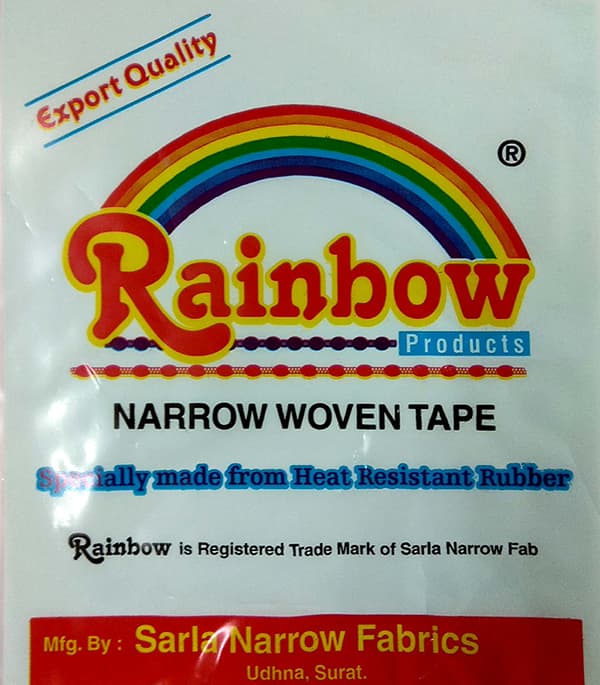 Export Quality
®
Rainbow
Products
NARROW WOVEN TAPE
Specially made from Heat Resistant Rubber
Rainbow is Registered Trade Mark of Sarla Narrow Fab
Mfg. By : Sarla Narrow Fabrics
Udhna, Surat.